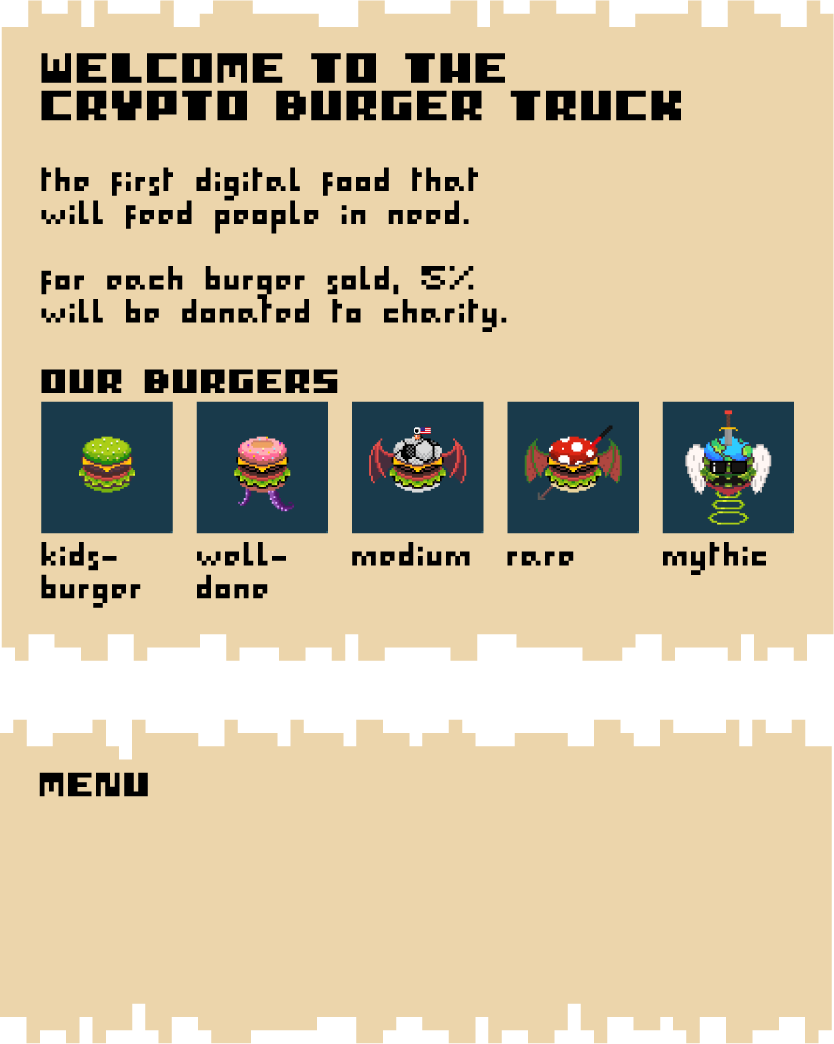 WELCOME TO THE
CRYPTO BURGER TRUCK
the first digital food that
will feed people in need.
for each burger sold, 5%
will be donated to charity.
OUR BURGERS
kids-
burger
well-
done
medium
rare
mythic
MENU